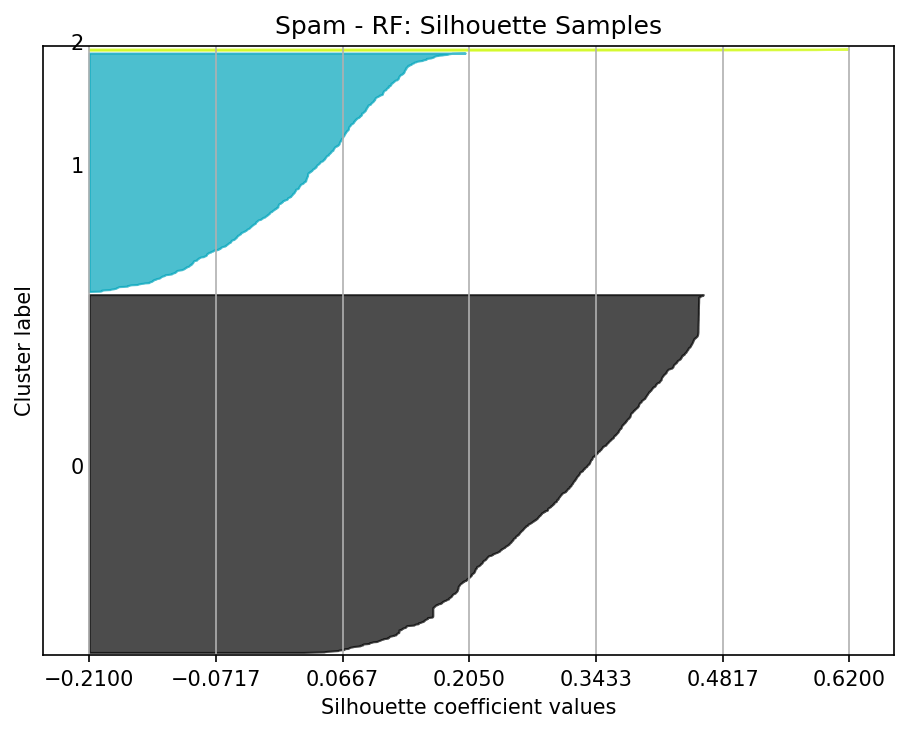 Spam - RF: Silhouette Samples
2
1
0
Cluster label
−0.2100 −0.0717 0.0667 0.2050 0.3433 0.4817 0.6200
Silhouette coefficient values